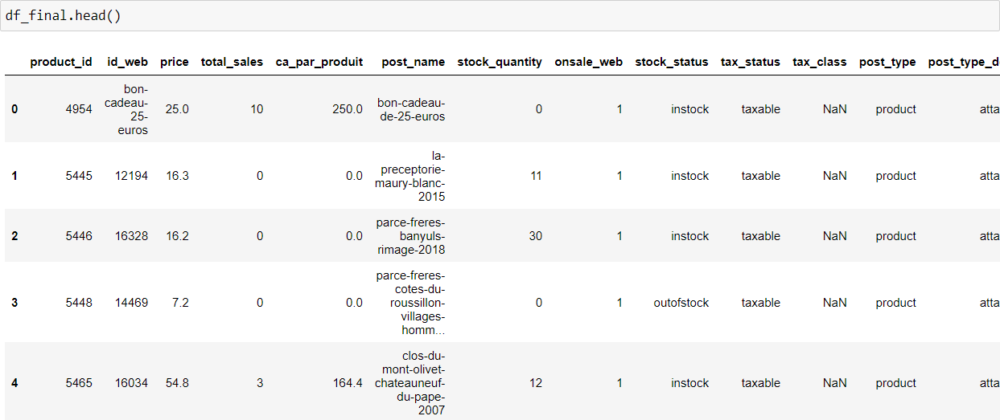 df_final.head()
product_id id_web price total_sales ca_par_produit post_name stock_quantity onsale_web stock_status tax_status tax_class post_type post_type_d
0 4954 bon-cadeau-25-euros 25.0 10 250.0 bon-cadeau-de-25-euros 0 1 instock taxable NaN product atta
1 5445 12194 16.3 0 0.0 la-preceptorie-maury-blanc-2015 11 1 instock taxable NaN product atta
2 5446 16328 16.2 0 0.0 parce-freres-banyuls-rimage-2018 30 1 instock taxable NaN product atta
3 5448 14469 7.2 0 0.0 parce-freres-cotes-du-roussillon-villages-homm... 0 1 outofstock taxable NaN product atta
4 5465 16034 54.8 3 164.4 clos-du-mont-olivet-chateauneuf-du-pape-2007 12 1 instock taxable NaN product atta